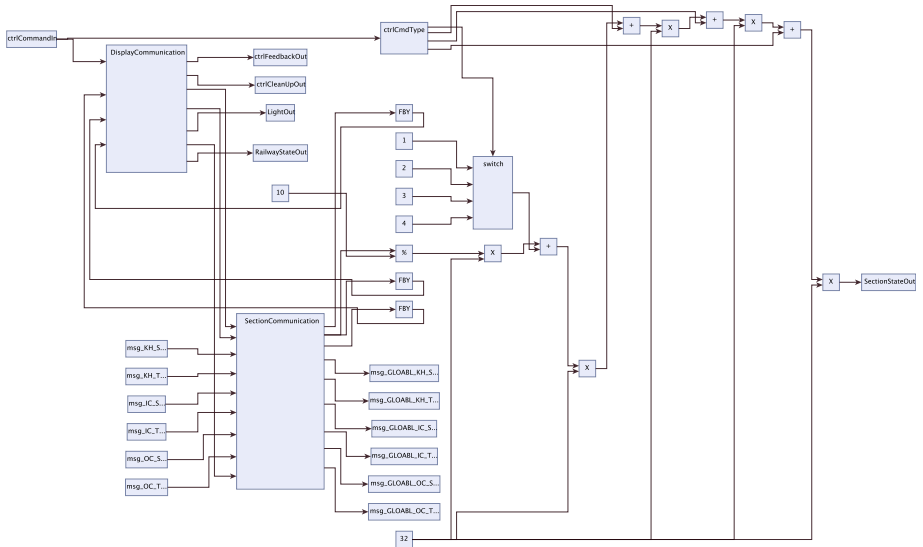 ctrlCommandIn
DisplayCommunication
ctrlFeedbackOut
ctrlCleanUpOut
LightOut
RailwayStateOut
ctrlCmdType
+
X
+
X
+
FBY
1
2
3
4
switch
10
%
X
+
FBY
FBY
X
X
SectionStateOut
SectionCommunication
msg_KH_S...
msg_KH_T...
msg_IC_S...
msg_IC_T...
msg_OC_S...
msg_OC_T...
msg_GLOABL_KH_S...
msg_GLOABL_KH_T...
msg_GLOABL_IC_S...
msg_GLOABL_IC_T...
msg_GLOABL_OC_S...
msg_GLOABL_OC_T...
32